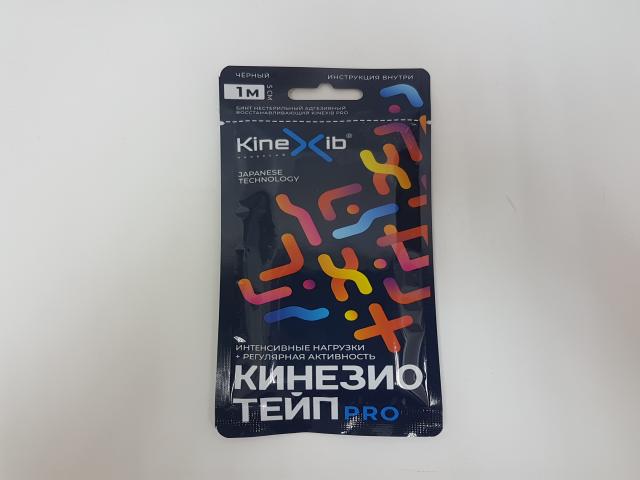 ЧЁРНЫЙ
ИНСТРУКЦИЯ ВНУТРИ
1М
5 СМ
БИНТ НЕСТЕРИЛЬНЫЙ АДГЕЗИВНЫЙ
ВОССТАНАВЛИВАЮЩИЙ KINEXIB PRO
KineXib®
JAPANESE
TECHNOLOGY
ИНТЕНСИВНЫЕ НАГРУЗКИ
+ РЕГУЛЯРНАЯ АКТИВНОСТЬ
КИНЕЗИО
ТЕЙП PRO